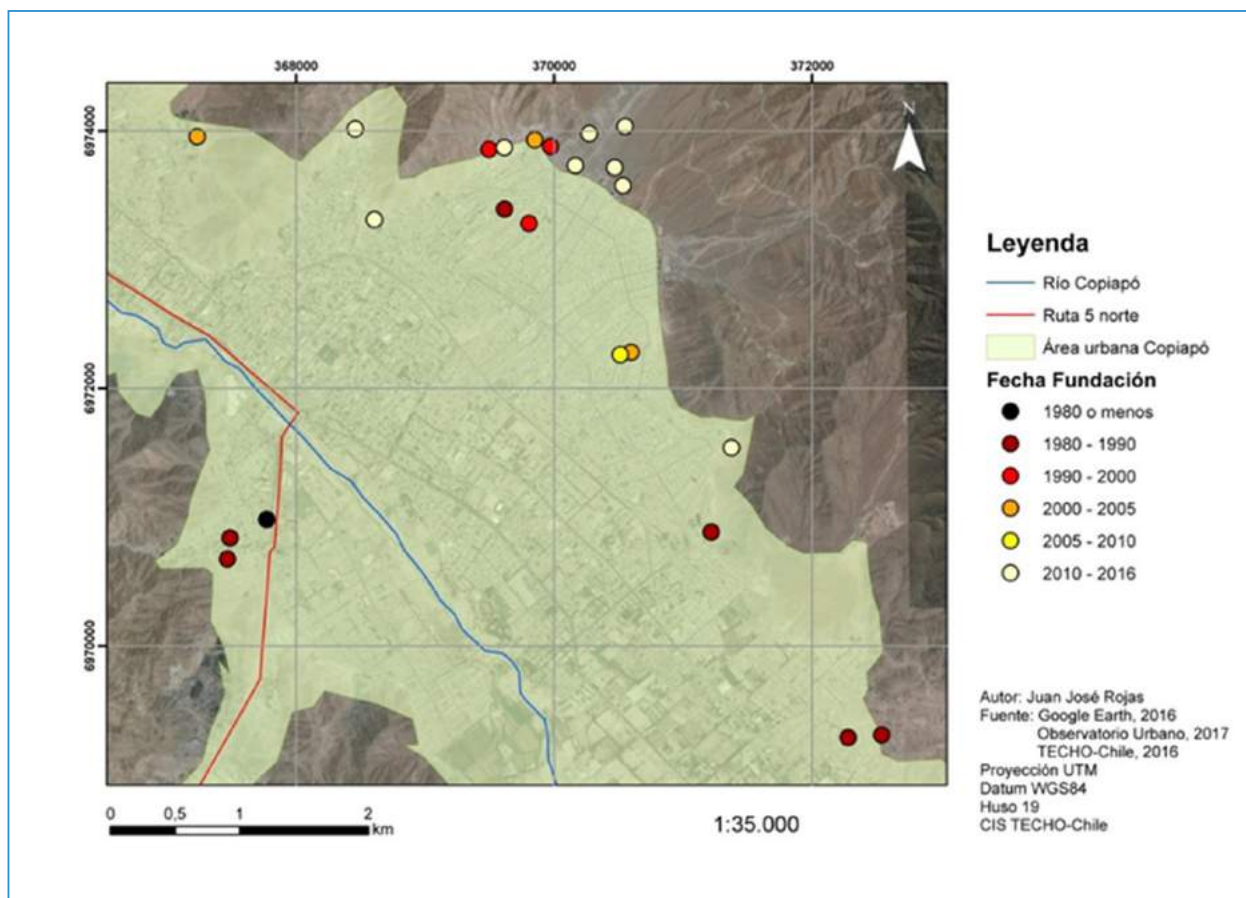 368000
370000
372000
6974000
6972000
6970000
N
Leyenda
Río Copiapó
Ruta 5 norte
Área urbana Copiapó
Fecha Fundación
1980 o menos
1980 - 1990
1990 - 2000
2000 - 2005
2005 - 2010
2010 - 2016
Autor: Juan José Rojas
Fuente: Google Earth, 2016
Observatorio Urbano, 2017
TECHO-Chile, 2016
Proyección UTM
Datum WGS84
Huso 19
CIS TECHO-Chile
0 0,5 1 2
km
1:35.000